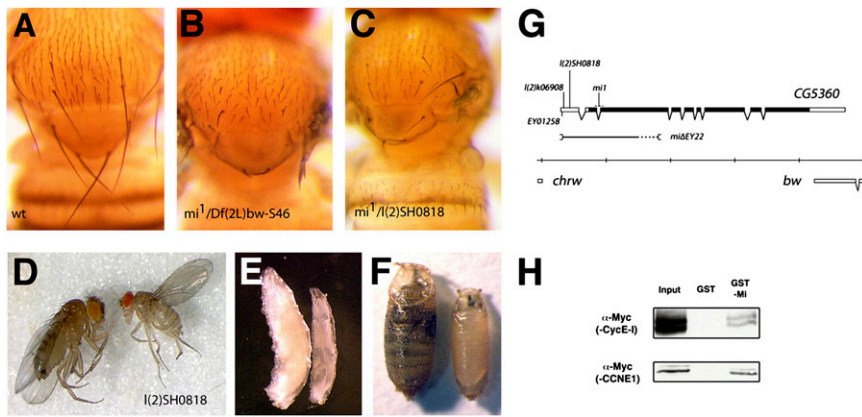 A
wt
B
mi1/Df(2L)bw-S46
C
mi1/l(2)SH0818
D
l(2)SH0818
E
F
G
l(2)SH0818
l(2)k06908
mi1
CG5360
EY01258
miΔEY22
chrw
bw
H
Input GST GST
-Mi
α-Myc
(-CycE-I)
α-Myc
(-CCNE1)